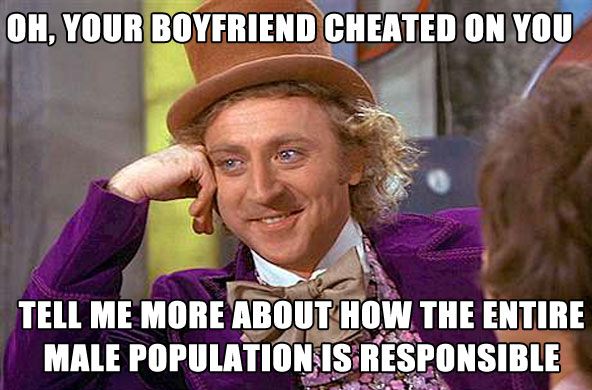 OH, YOUR BOYFRIEND CHEATED ON YOU
TELL ME MORE ABOUT HOW THE ENTIRE
MALE POPULATION IS RESPONSIBLE